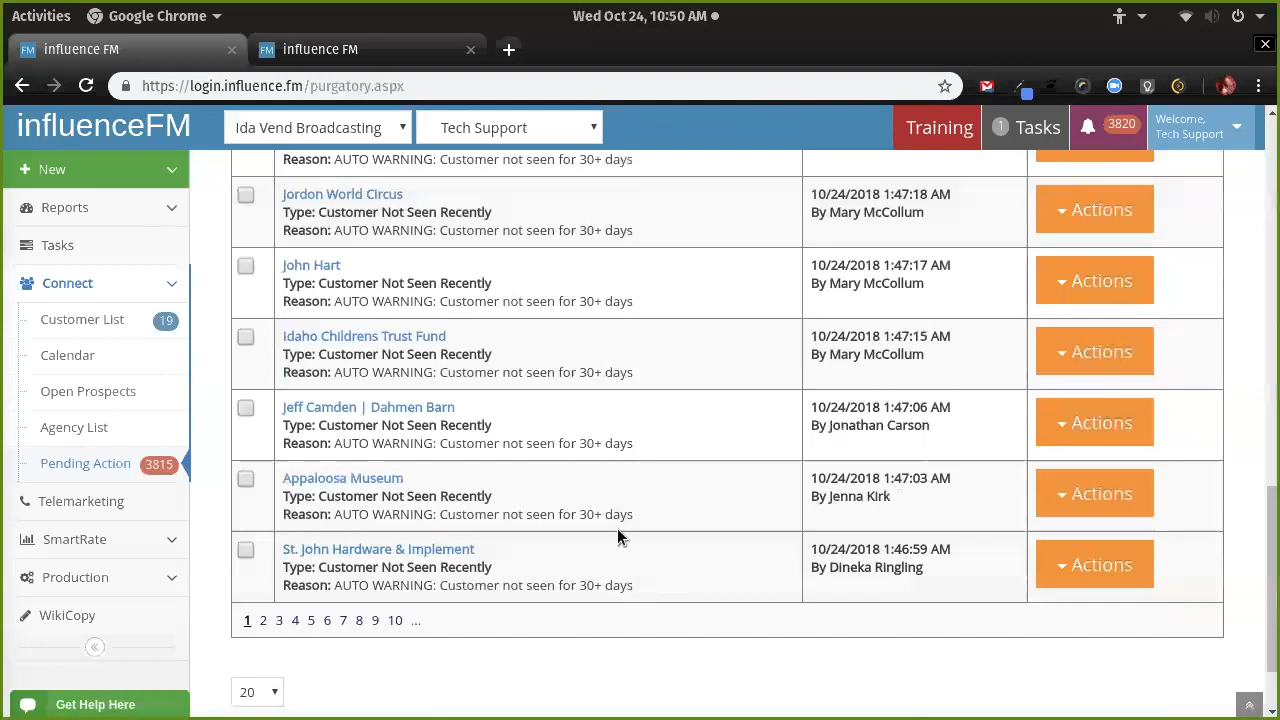 Activities
Google Chrome
Wed Oct 24, 10:50 AM
FM influence FM
FM influence FM
https://login.influence.fm/purgatory.aspx
influenceFM
Ida Vend Broadcasting
Tech Support
Training
1 Tasks
3820
Welcome,
Tech Support
New
Reports
Tasks
Connect
Customer List 19
Calendar
Open Prospects
Agency List
Pending Action 3815
Telemarketing
SmartRate
Production
WikiCopy
Get Help Here
Reason: AUTO WARNING: Customer not seen for 30+ days
Jordon World Circus
Type: Customer Not Seen Recently
Reason: AUTO WARNING: Customer not seen for 30+ days
10/24/2018 1:47:18 AM
By Mary McCollum
Actions
John Hart
Type: Customer Not Seen Recently
Reason: AUTO WARNING: Customer not seen for 30+ days
10/24/2018 1:47:17 AM
By Mary McCollum
Actions
Idaho Childrens Trust Fund
Type: Customer Not Seen Recently
Reason: AUTO WARNING: Customer not seen for 30+ days
10/24/2018 1:47:15 AM
By Mary McCollum
Actions
Jeff Camden | Dahmen Barn
Type: Customer Not Seen Recently
Reason: AUTO WARNING: Customer not seen for 30+ days
10/24/2018 1:47:06 AM
By Jonathan Carson
Actions
Appaloosa Museum
Type: Customer Not Seen Recently
Reason: AUTO WARNING: Customer not seen for 30+ days
10/24/2018 1:47:03 AM
By Jenna Kirk
Actions
St. John Hardware & Implement
Type: Customer Not Seen Recently
Reason: AUTO WARNING: Customer not seen for 30+ days
10/24/2018 1:46:59 AM
By Dineka Ringling
Actions
1 2 3 4 5 6 7 8 9 10 ...
20